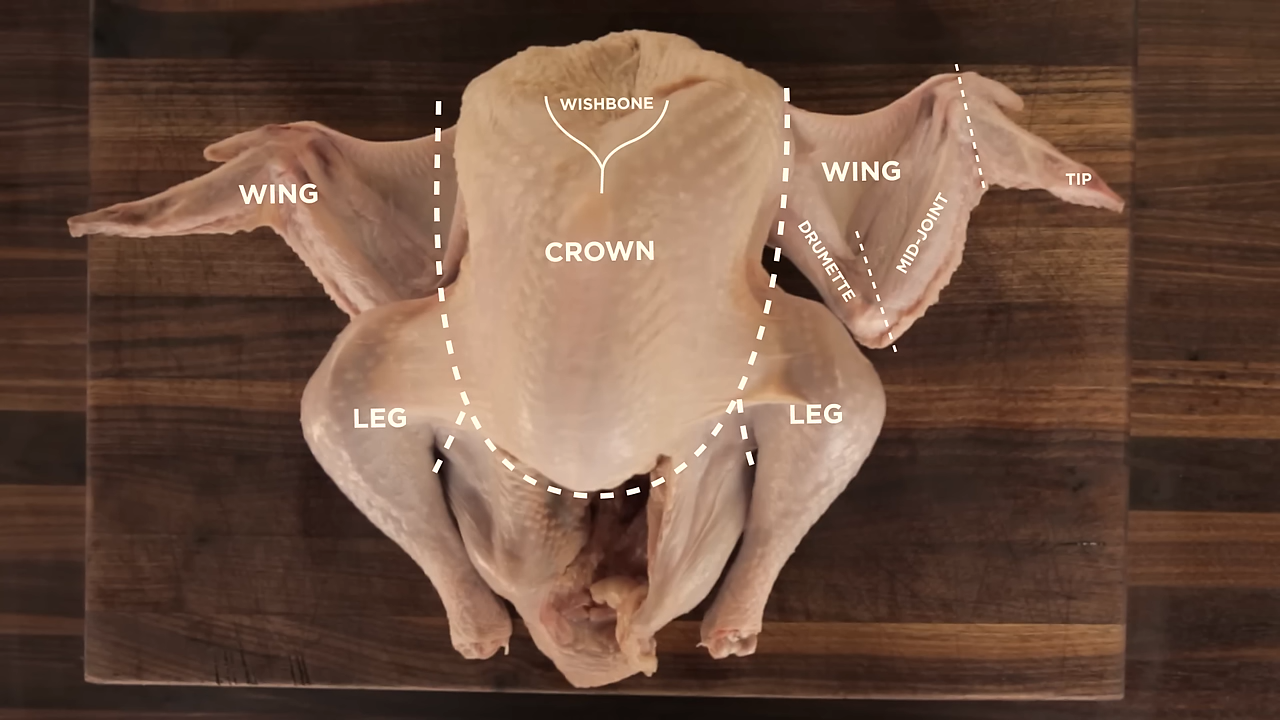 WISHBONE
WING
WING
TIP
DRUMETTE
MID-JOINT
CROWN
LEG
LEG